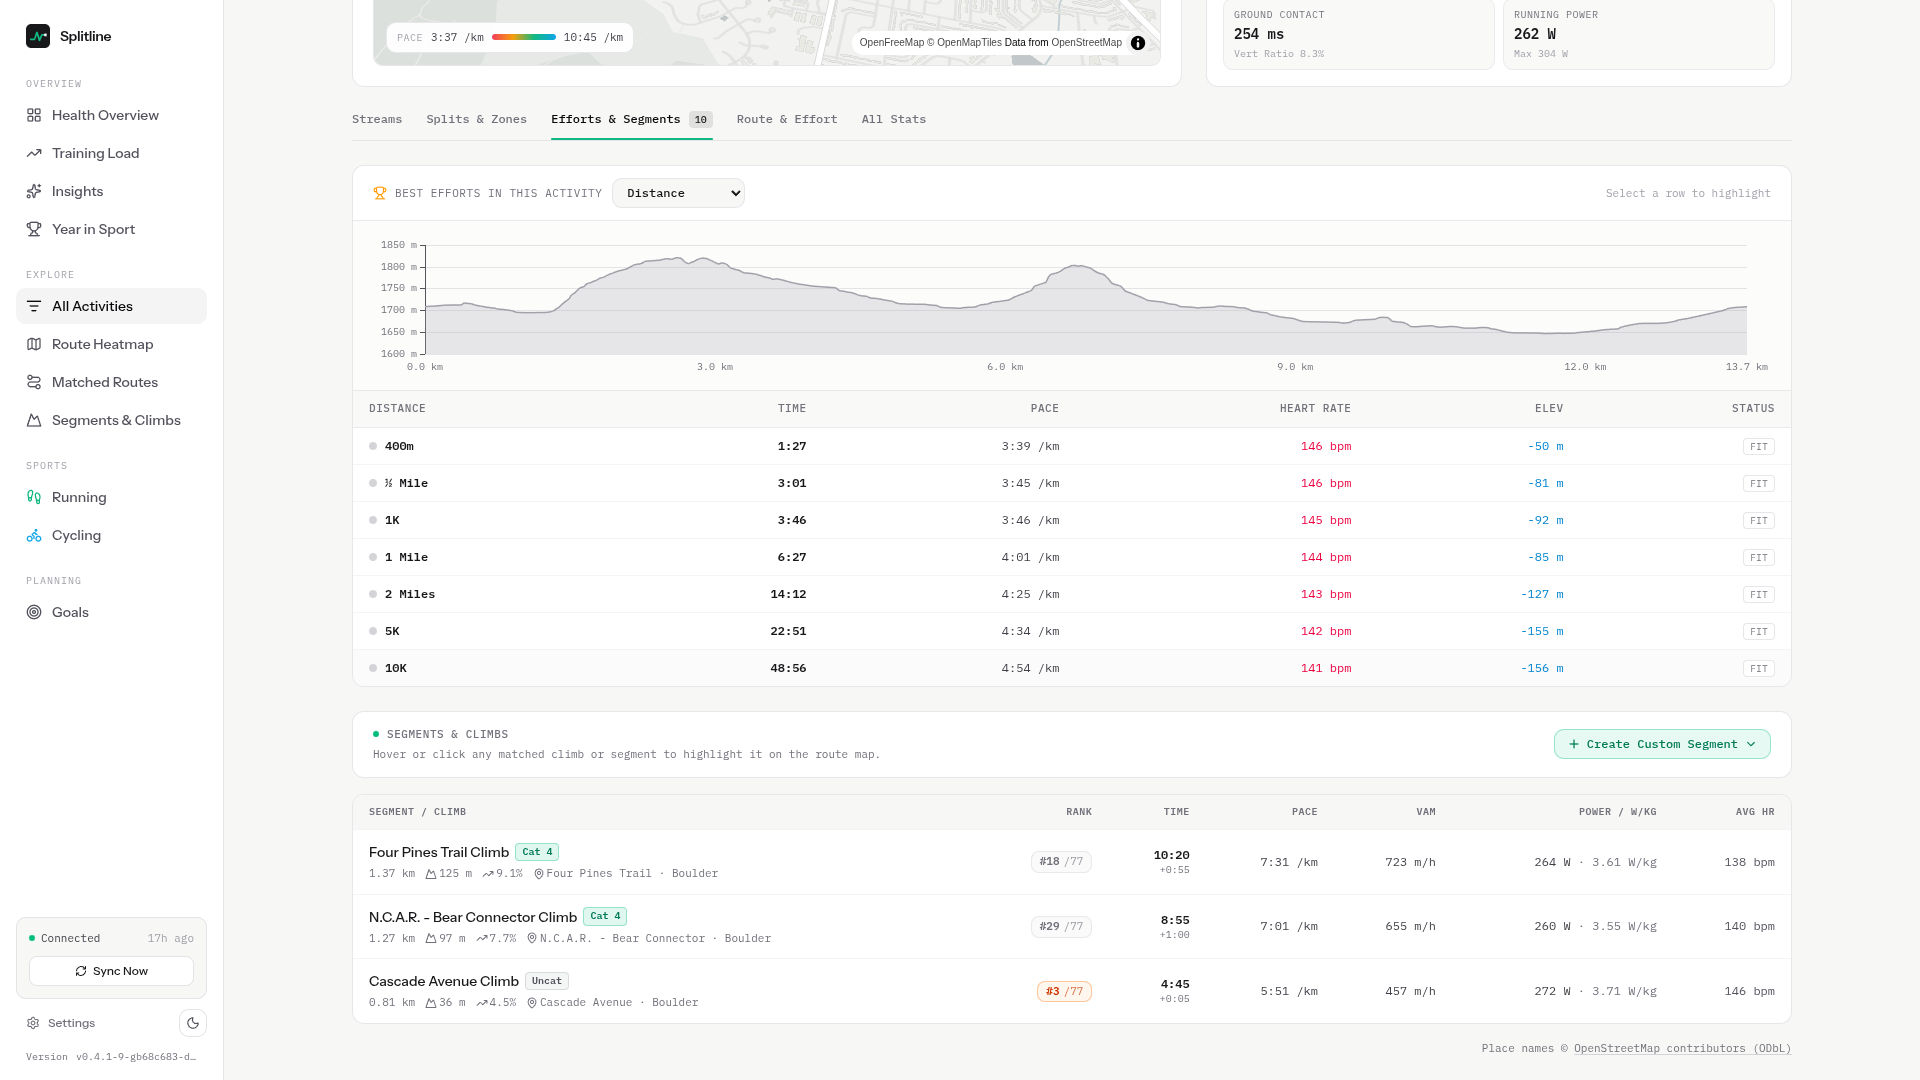 Splitline
OVERVIEW
Health Overview
Training Load
Insights
Year in Sport
EXPLORE
All Activities
Route Heatmap
Matched Routes
Segments & Climbs
SPORTS
Running
Cycling
PLANNING
Goals
Connected 17h ago
Sync Now
Settings
Version v0.4.1-9-gb68c683-d…
PACE 3:37 /km 10:45 /km
OpenFreeMap © OpenMapTiles Data from OpenStreetMap
GROUND CONTACT
254 ms
Vert Ratio 8.3%
RUNNING POWER
262 W
Max 304 W
Streams Splits & Zones Efforts & Segments 10 Route & Effort All Stats
BEST EFFORTS IN THIS ACTIVITY Distance Select a row to highlight
1850 m
1800 m
1750 m
1700 m
1650 m
1600 m
0.0 km 3.0 km 6.0 km 9.0 km 12.0 km 13.7 km
DISTANCE TIME PACE HEART RATE ELEV STATUS
400m 1:27 3:39 /km 146 bpm -50 m FIT
½ Mile 3:01 3:45 /km 146 bpm -81 m FIT
1K 3:46 3:46 /km 145 bpm -92 m FIT
1 Mile 6:27 4:01 /km 144 bpm -85 m FIT
2 Miles 14:12 4:25 /km 143 bpm -127 m FIT
5K 22:51 4:34 /km 142 bpm -155 m FIT
10K 48:56 4:54 /km 141 bpm -156 m FIT
SEGMENTS & CLIMBS
Hover or click any matched climb or segment to highlight it on the route map.
Create Custom Segment
SEGMENT / CLIMB RANK TIME PACE VAM POWER / W/KG AVG HR
Four Pines Trail Climb Cat 4 #18 /77 10:20 7:31 /km 723 m/h 264 W · 3.61 W/kg 138 bpm
1.37 km 125 m 9.1% Four Pines Trail · Boulder +0:55
N.C.A.R. - Bear Connector Climb Cat 4 #29 /77 8:55 7:01 /km 655 m/h 260 W · 3.55 W/kg 140 bpm
1.27 km 97 m 7.7% N.C.A.R. - Bear Connector · Boulder +1:00
Cascade Avenue Climb Uncat #3 /77 4:45 5:51 /km 457 m/h 272 W · 3.71 W/kg 146 bpm
0.81 km 36 m 4.5% Cascade Avenue · Boulder +0:05
Place names © OpenStreetMap contributors (ODbL)